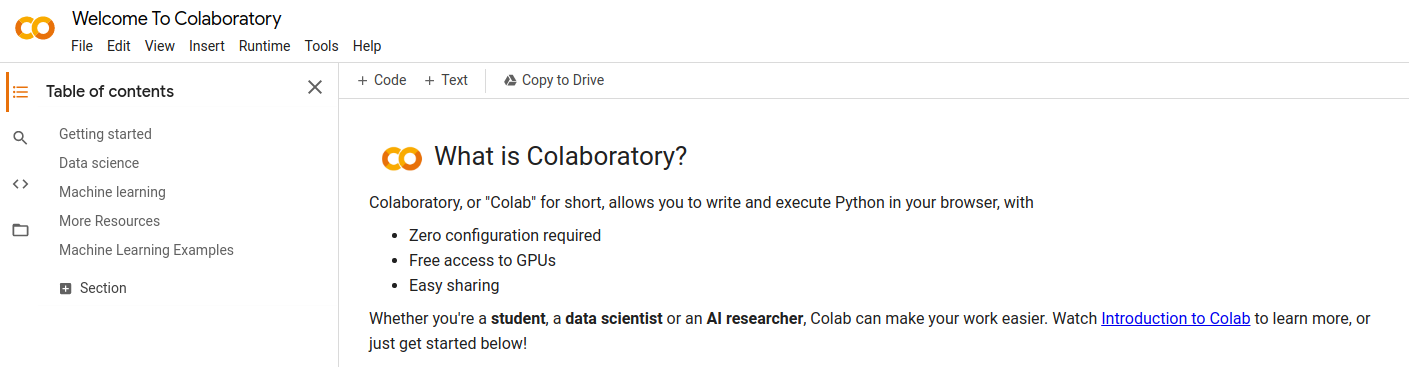 Welcome To Colaboratory
File Edit View Insert Runtime Tools Help
Table of contents
Getting started
Data science
Machine learning
More Resources
Machine Learning Examples
Section
+ Code + Text Copy to Drive
What is Colaboratory?
Colaboratory, or "Colab" for short, allows you to write and execute Python in your browser, with
• Zero configuration required
• Free access to GPUs
• Easy sharing
Whether you're a student, a data scientist or an AI researcher, Colab can make your work easier. Watch Introduction to Colab to learn more, or
just get started below!